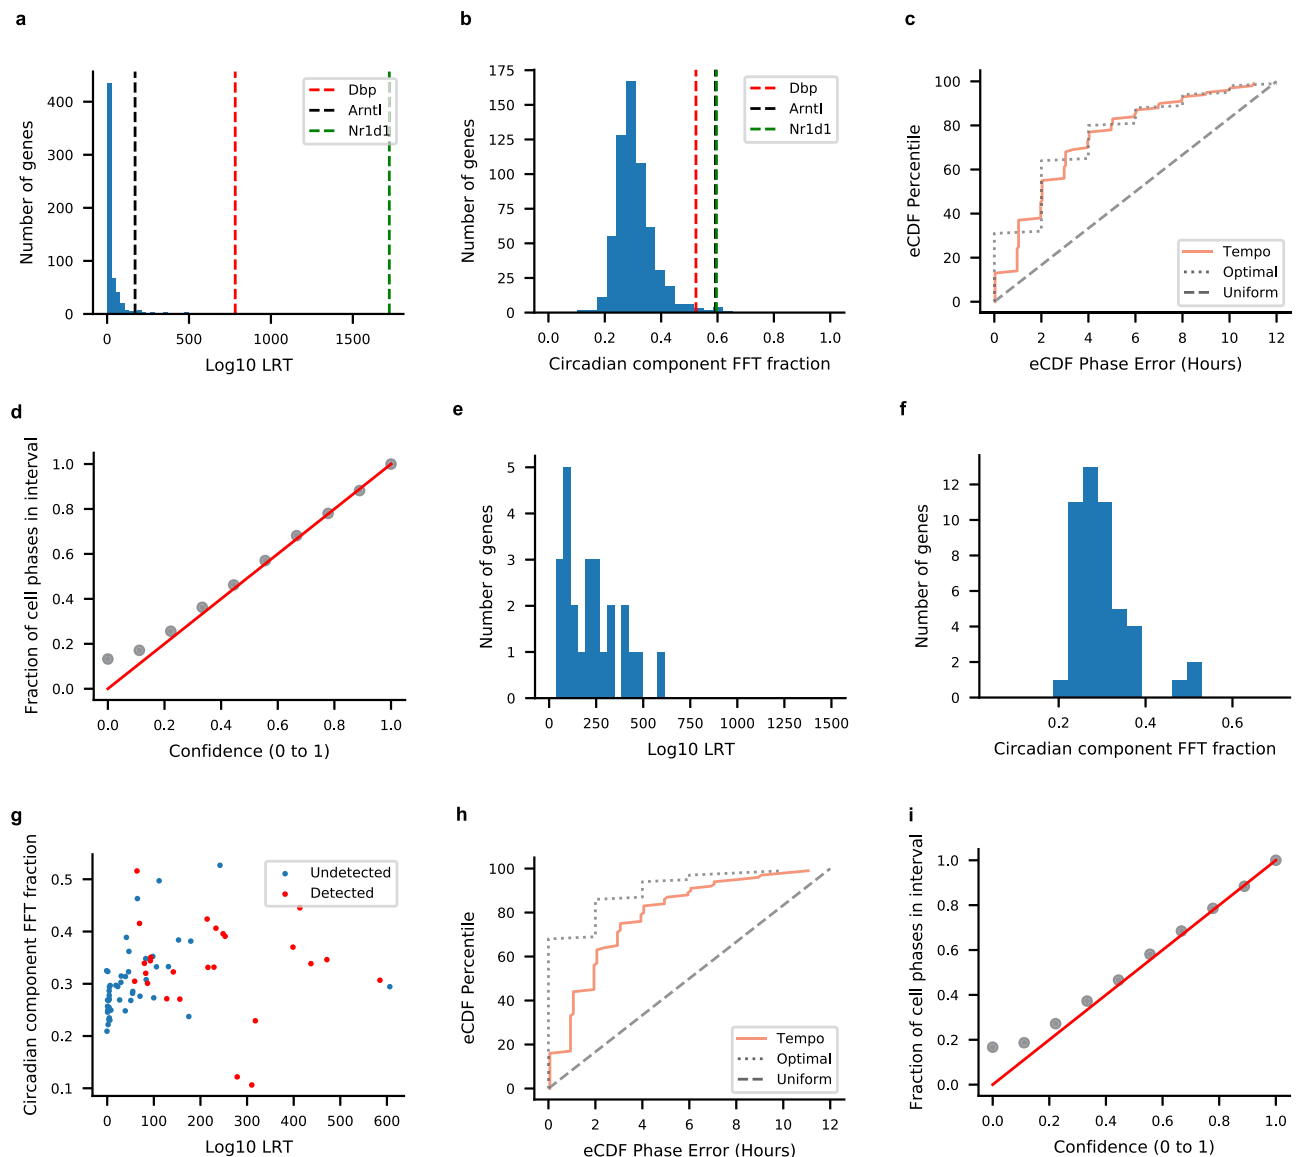 a
Number of genes
400
300
200
100
0
0
500
1000
1500
Log10 LRT
Dbp
Arntl
Nr1d1
b
Number of genes
175
150
125
100
75
50
25
0
0.0
0.2
0.4
0.6
0.8
1.0
Circadian component FFT fraction
Dbp
Arntl
Nr1d1
c
eCDF Percentile
100
80
60
40
20
0
0
2
4
6
8
10
12
eCDF Phase Error (Hours)
Tempo
Optimal
Uniform
d
Fraction of cell phases in interval
1.0
0.8
0.6
0.4
0.2
0.0
0.0
0.2
0.4
0.6
0.8
1.0
Confidence (0 to 1)
e
Number of genes
5
4
3
2
1
0
0
250
500
750
1000
1250
1500
Log10 LRT
f
Number of genes
12
10
8
6
4
2
0
0.2
0.4
0.6
Circadian component FFT fraction
g
Circadian component FFT fraction
0.5
0.4
0.3
0.2
0.1
0
100
200
300
400
500
600
Log10 LRT
Undetected
Detected
h
eCDF Percentile
100
80
60
40
20
0
0
2
4
6
8
10
12
eCDF Phase Error (Hours)
Tempo
Optimal
Uniform
i
Fraction of cell phases in interval
1.0
0.8
0.6
0.4
0.2
0.0
0.0
0.2
0.4
0.6
0.8
1.0
Confidence (0 to 1)